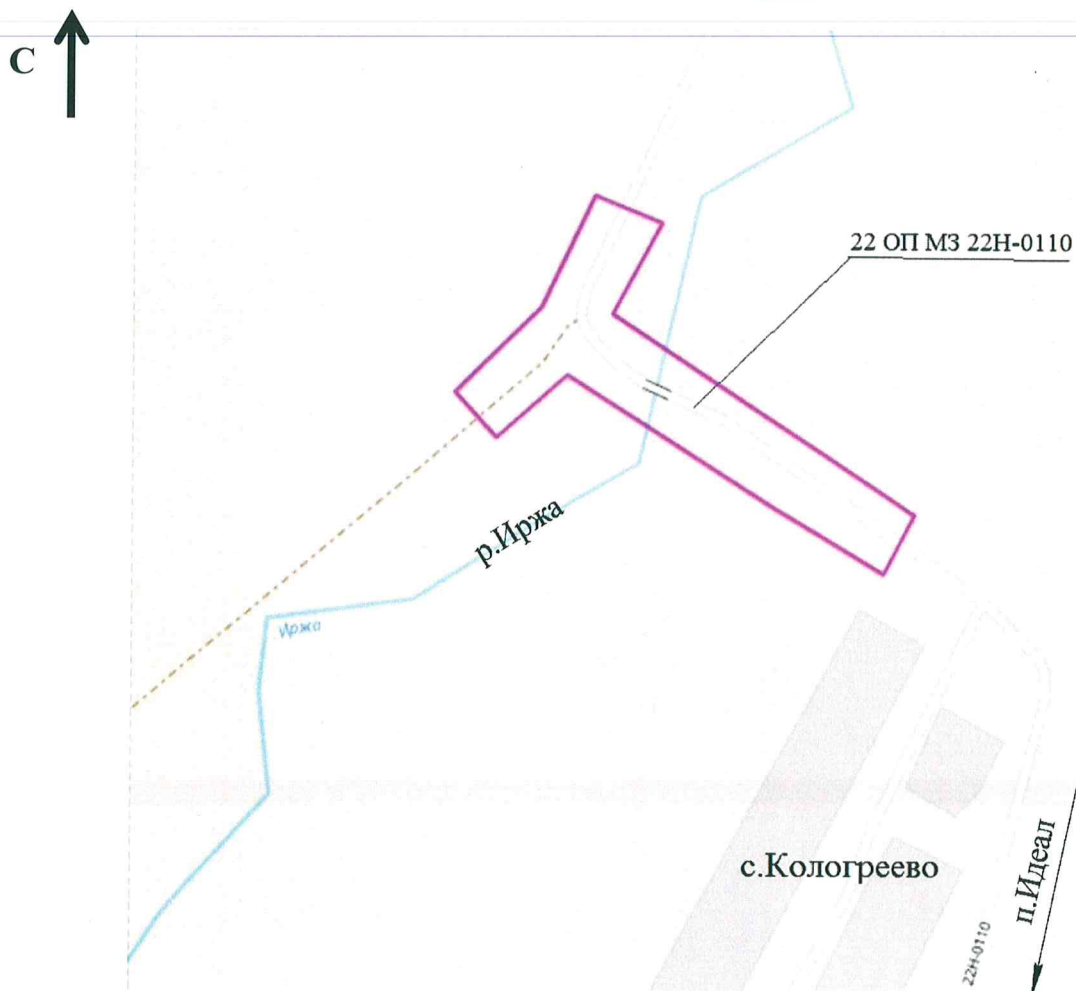 С
22 ОП МЗ 22Н-0110
р.Иржа
Иржа
с.Кологреево
п.Идеал
22Н-0110